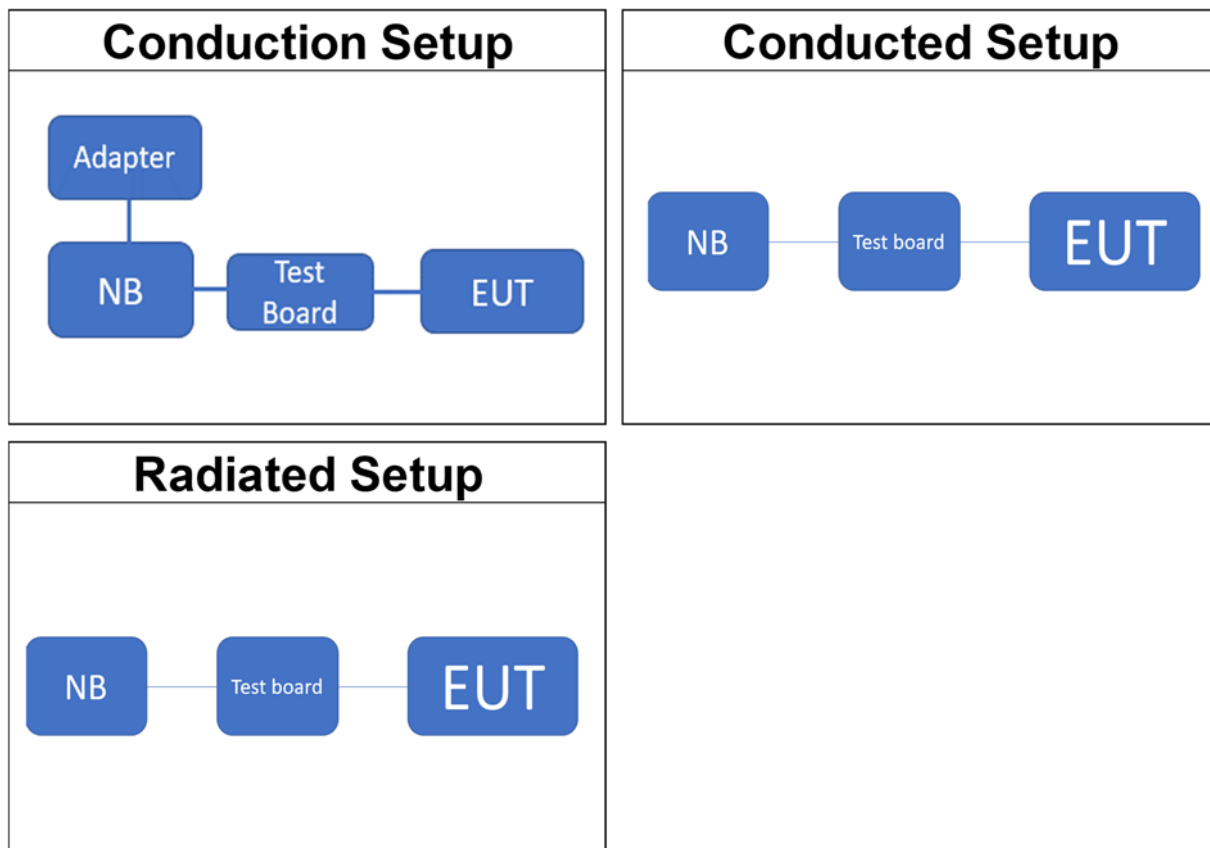 Conduction Setup
Adapter
NB
Test
Board
EUT
Conducted Setup
NB
Test board
EUT
Radiated Setup
NB
Test board
EUT